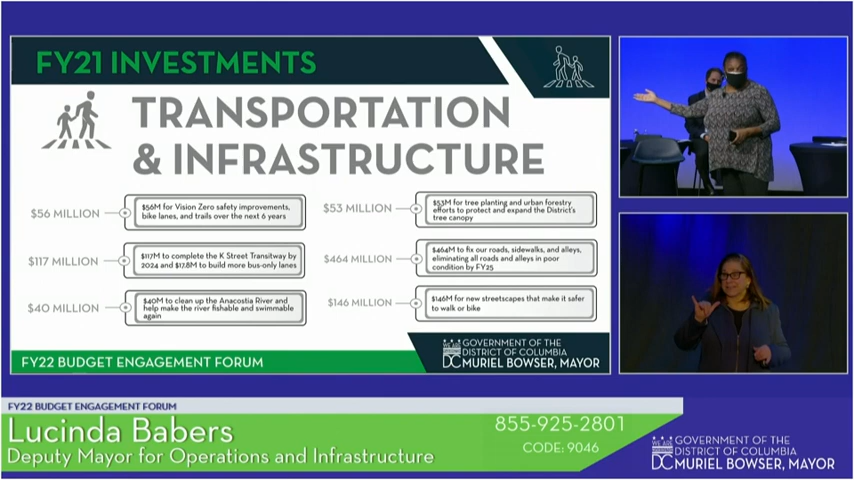 FY21 INVESTMENTS
TRANSPORTATION
& INFRASTRUCTURE
$56 MILLION
$56M for Vision Zero safety improvements,
bike lanes, and trails over the next 6 years
$117 MILLION
$117M to complete the K Street Transitway by
2024 and $17.8M to build more bus-only lanes
$40 MILLION
$40M to clean up the Anacostia River and
help make the river fishable and swimmable
again
$53 MILLION
$53M for tree planting and urban forestry
efforts to protect and expand the District's
tree canopy
$464 MILLION
$464M to fix our roads, sidewalks, and alleys,
eliminating all roads and alleys in poor
condition by FY25
$146 MILLION
$146M for new streetscapes that make it safer
to walk or bike
FY22 BUDGET ENGAGEMENT FORUM
WE ARE
DC
GOVERNMENT OF THE
DISTRICT OF COLUMBIA
MURIEL BOWSER, MAYOR
FY22 BUDGET ENGAGEMENT FORUM
Lucinda Babers
Deputy Mayor for Operations and Infrastructure
855-925-2801
CODE: 9046
WE ARE
DC
GOVERNMENT OF THE
DISTRICT OF COLUMBIA
MURIEL BOWSER, MAYOR